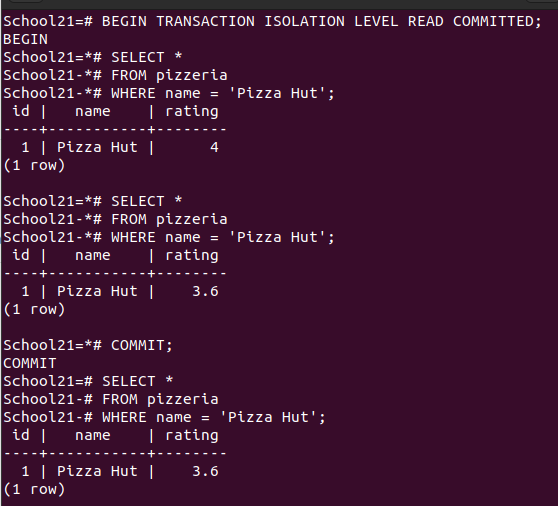 School21=# BEGIN TRANSACTION ISOLATION LEVEL READ COMMITTED;
BEGIN
School21=*# SELECT *
School21-*# FROM pizzeria
School21-*# WHERE name = 'Pizza Hut';
 id |   name    | rating
----+-----------+--------
  1 | Pizza Hut |      4
(1 row)

School21=*# SELECT *
School21-*# FROM pizzeria
School21-*# WHERE name = 'Pizza Hut';
 id |   name    | rating
----+-----------+--------
  1 | Pizza Hut |    3.6
(1 row)

School21=*# COMMIT;
COMMIT
School21=# SELECT *
School21-# FROM pizzeria
School21-# WHERE name = 'Pizza Hut';
 id |   name    | rating
----+-----------+--------
  1 | Pizza Hut |    3.6
(1 row)